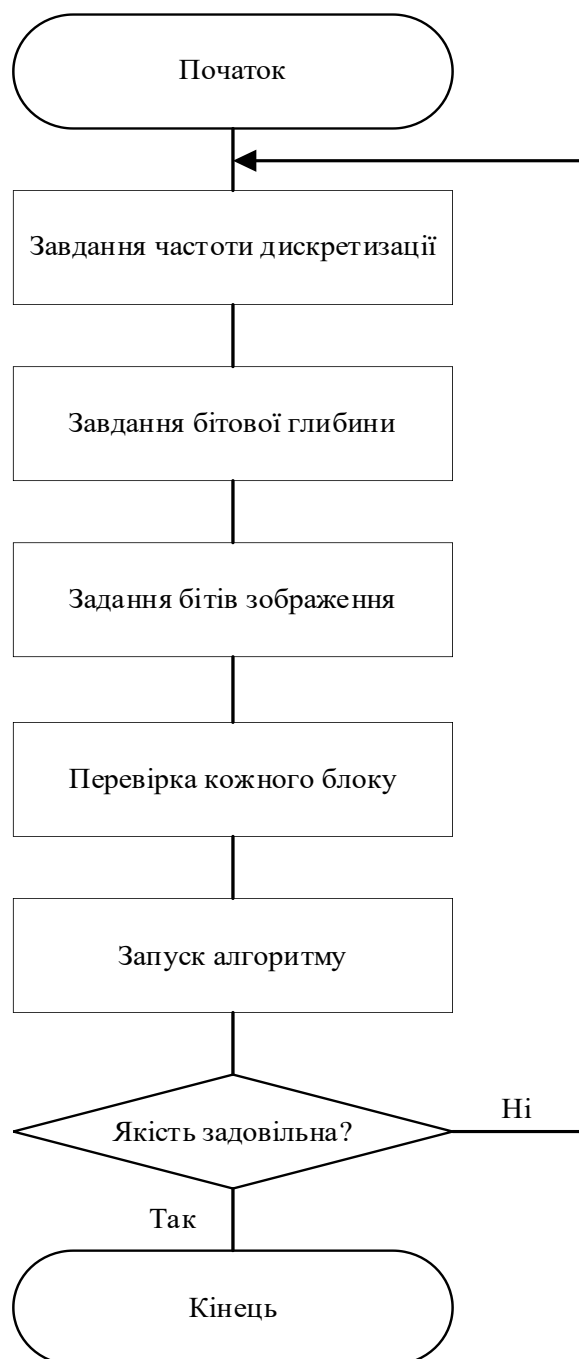 Початок
Завдання частоти дискретизації
Завдання бітової глибини
Задання бітів зображення
Перевірка кожного блоку
Запуск алгоритму
Якість задовільна?
Ні
Так
Кінець